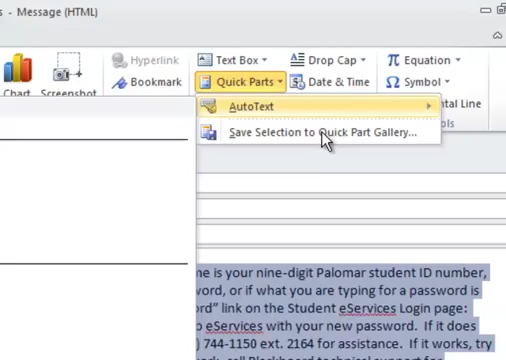 s - Message (HTML)
Hyperlink
Text Box
Drop Cap
Equation
Bookmark
Quick Parts
Date & Time
Symbol
Chart
Screenshot
AutoText
ntal Line
Save Selection to Quick Part Gallery...
ols
me is your nine-digit Palomar student ID number,
word, or if what you are typing for a password is
ord" link on the Student eServices Login page:
o eServices with your new password. If it does
) 744-1150 ext. 2164 for assistance. If it works, try